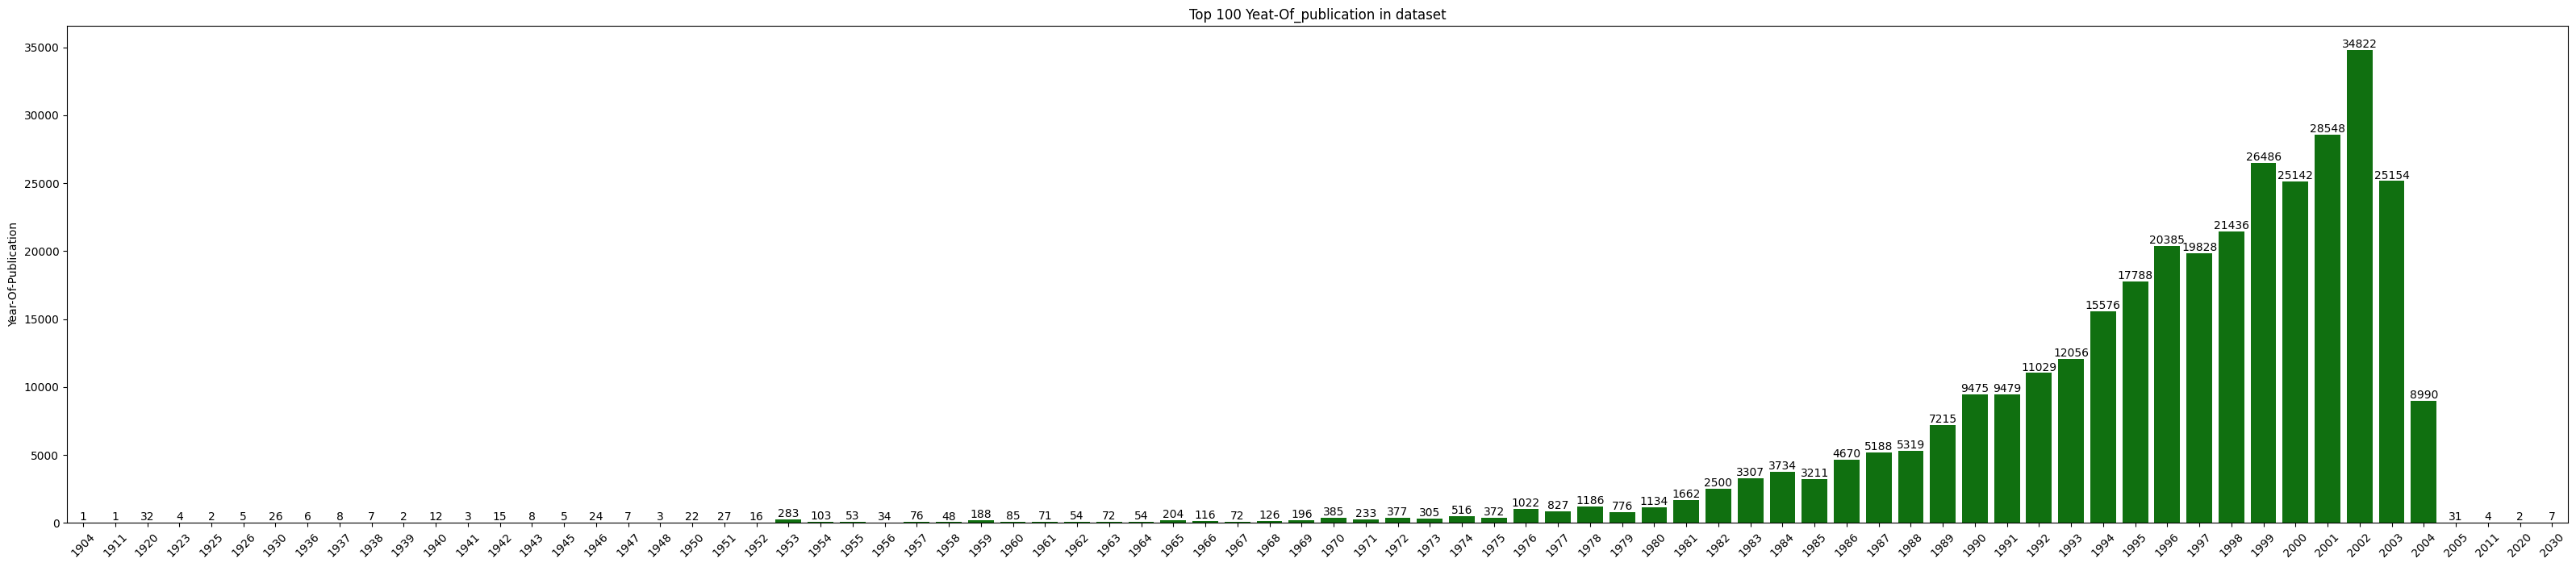 Top 100 Yeat-Of_publication in dataset
Year-Of-Publication
35000
30000
25000
20000
15000
10000
5000
0
1 1 32 4 2 5 26 6 8 7 2 12 3 15 8 5 24 7 3 22 27 16 283 103 53 34 76 48 188 85 71 54 72 54 204 116 72 126 196 385 233 377 305 516 372 1022 827 1186 776 1134 1662 2500 3307 3734 3211 4670 5188 5319 7215 9475 9479 11029 12056 15576 17788 20385 19828 21436 26486 25142 28548 34822 25154 8990 31 4 2 7
1904 1911 1920 1923 1925 1926 1930 1936 1937 1938 1939 1940 1941 1942 1943 1945 1946 1947 1948 1950 1951 1952 1953 1954 1955 1956 1957 1958 1959 1960 1961 1962 1963 1964 1965 1966 1967 1968 1969 1970 1971 1972 1973 1974 1975 1976 1977 1978 1979 1980 1981 1982 1983 1984 1985 1986 1987 1988 1989 1990 1991 1992 1993 1994 1995 1996 1997 1998 1999 2000 2001 2002 2003 2004 2005 2011 2020 2030